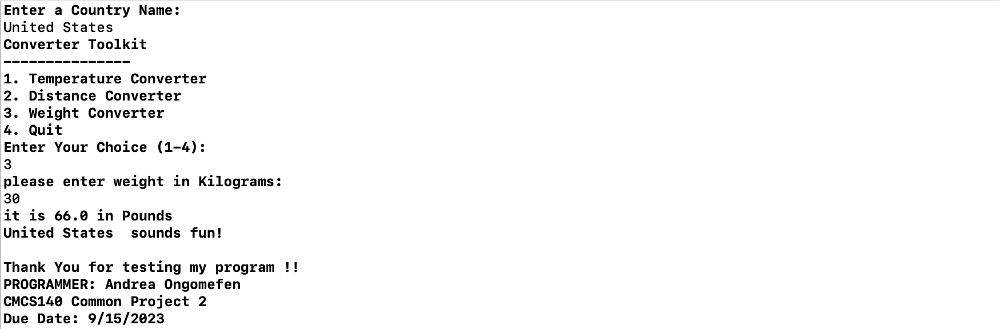 Enter a Country Name:
United States
Converter Toolkit
---------------
1. Temperature Converter
2. Distance Converter
3. Weight Converter
4. Quit
Enter Your Choice (1-4):
3
please enter weight in Kilograms:
30
it is 66.0 in Pounds
United States  sounds fun!

Thank You for testing my program !!
PROGRAMMER: Andrea Ongomefen
CMCS140 Common Project 2
Due Date: 9/15/2023